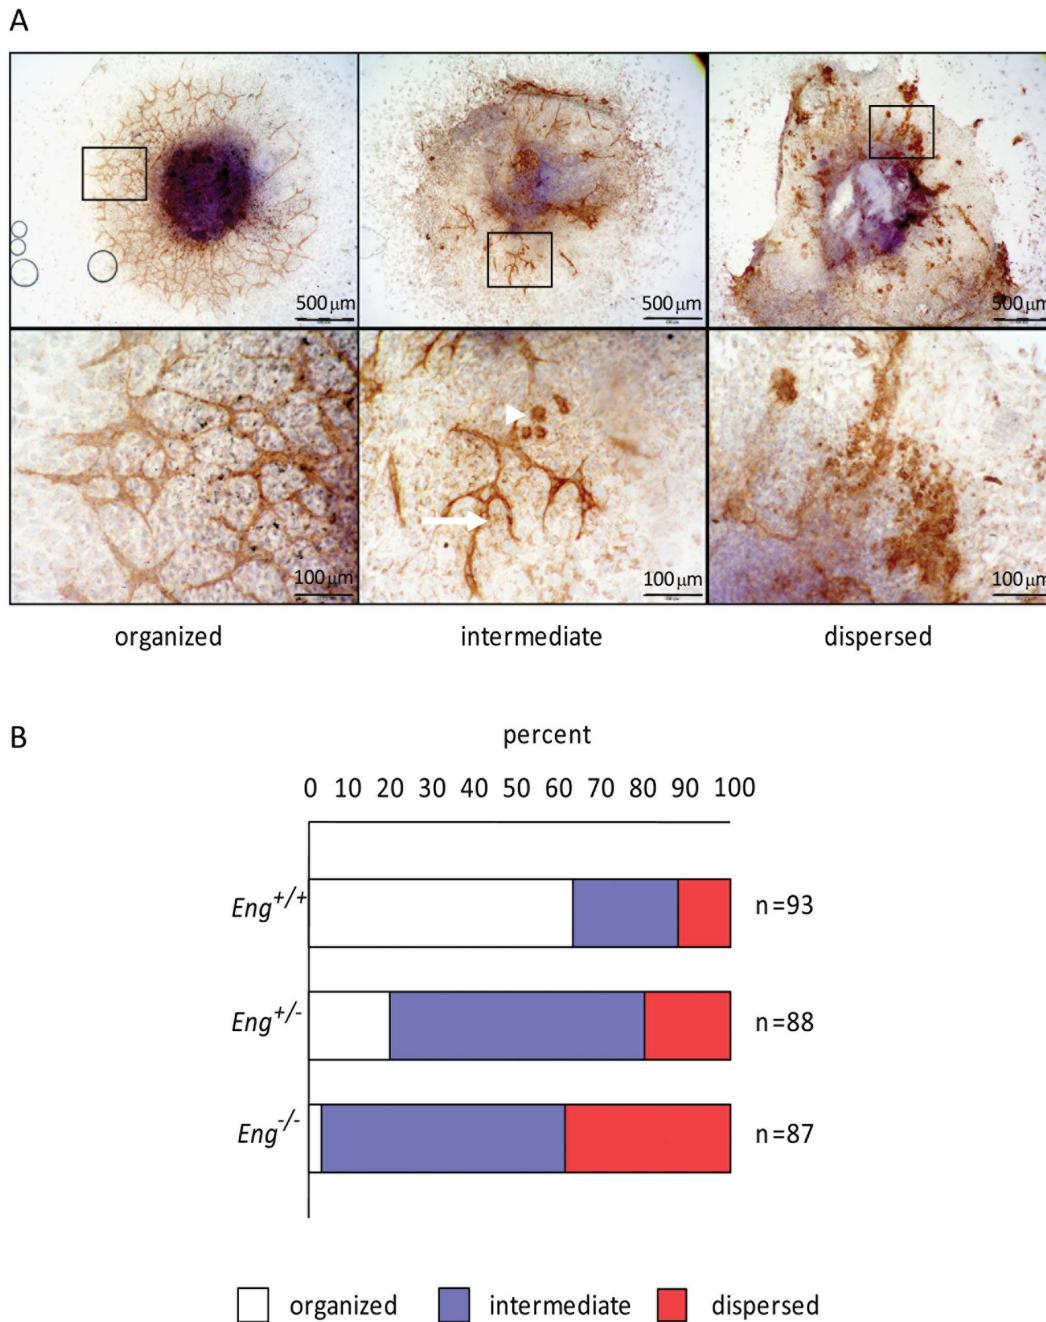 A
500 μm 500 μm 500 μm
100 μm 100 μm 100 μm
organized intermediate dispersed
B
percent
0 10 20 30 40 50 60 70 80 90 100
Eng+/+ n=93
Eng+/- n=88
Eng-/- n=87
organized intermediate dispersed